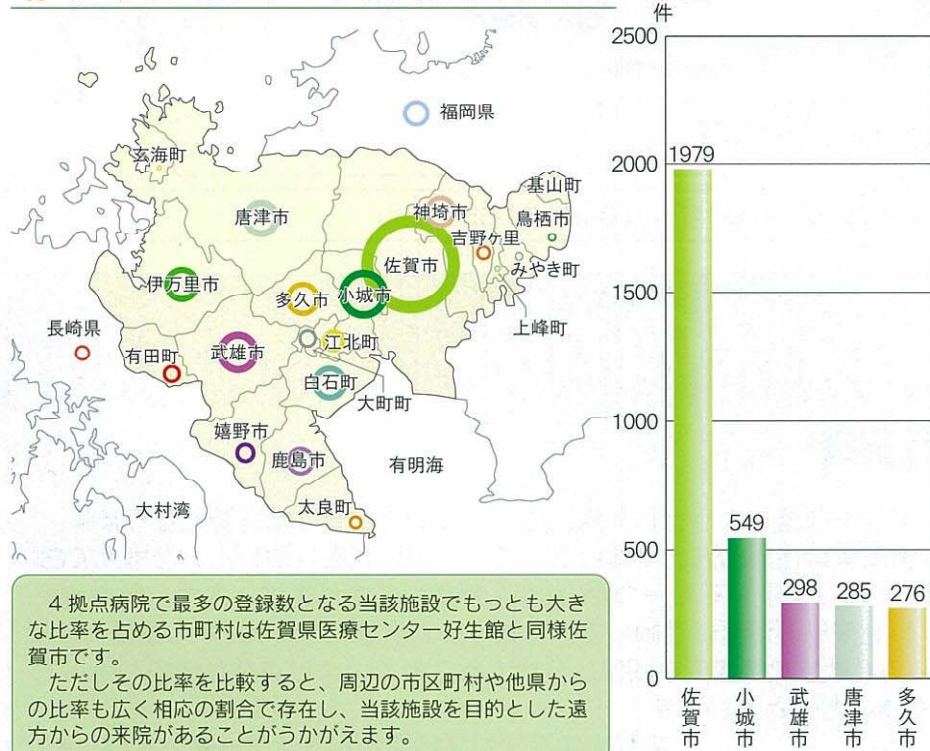 福岡県
玄海町
基山町
唐津市
神埼市
鳥栖市
吉野ヶ里
佐賀市
みやき町
伊万里市
多久市
小城市
上峰町
長崎県
有田町
武雄市
江北町
白石町
大町町
嬉野市
鹿島市
有明海
太良町
大村湾
4 拠点病院で最多の登録数となる当該施設でもっとも大き
な比率を占める市町村は佐賀県医療センター好生館と同様佐
賀市です。
ただしその比率を比較すると、周辺の市区町村や他県から
の比率も広く相応の割合で存在し、当該施設を目的とした遠
方からの来院があることがうかがえます。
件
2500
2000
1500
1000
500
0
1979
549
298
285
276
佐賀市
小城市
武雄市
唐津市
多久市